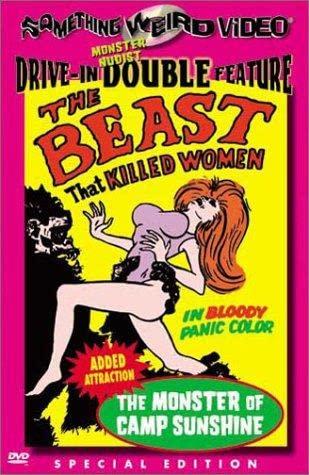 SOMETHING WEIRD VIDEO®
MONSTER NUDIST
DRIVE-IN DOUBLE FEATURE
THE
BEAST
That KILLED WOMEN
IN BLOODY
PANIC COLOR
ADDED
ATTRACTION
THE MONSTER OF
CAMP SUNSHINE
DVD
SPECIAL EDITION